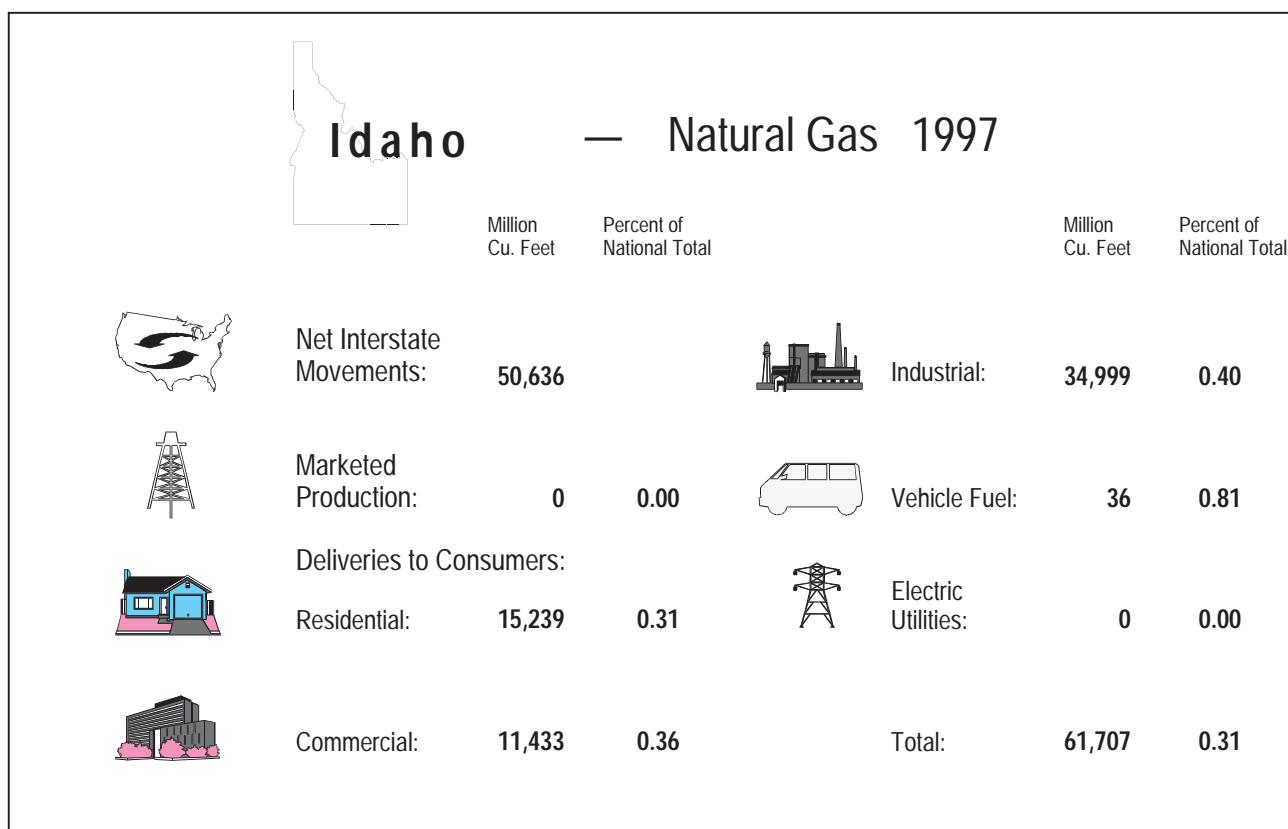 Idaho — Natural Gas 1997
Million Cu. Feet
Percent of National Total
Million Cu. Feet
Percent of National Total
Net Interstate
Movements: 50,636
Marketed
Production: 0 0.00
Deliveries to Consumers:
Residential: 15,239 0.31
Commercial: 11,433 0.36
Industrial: 34,999 0.40
Vehicle Fuel: 36 0.81
Electric
Utilities: 0 0.00
Total: 61,707 0.31